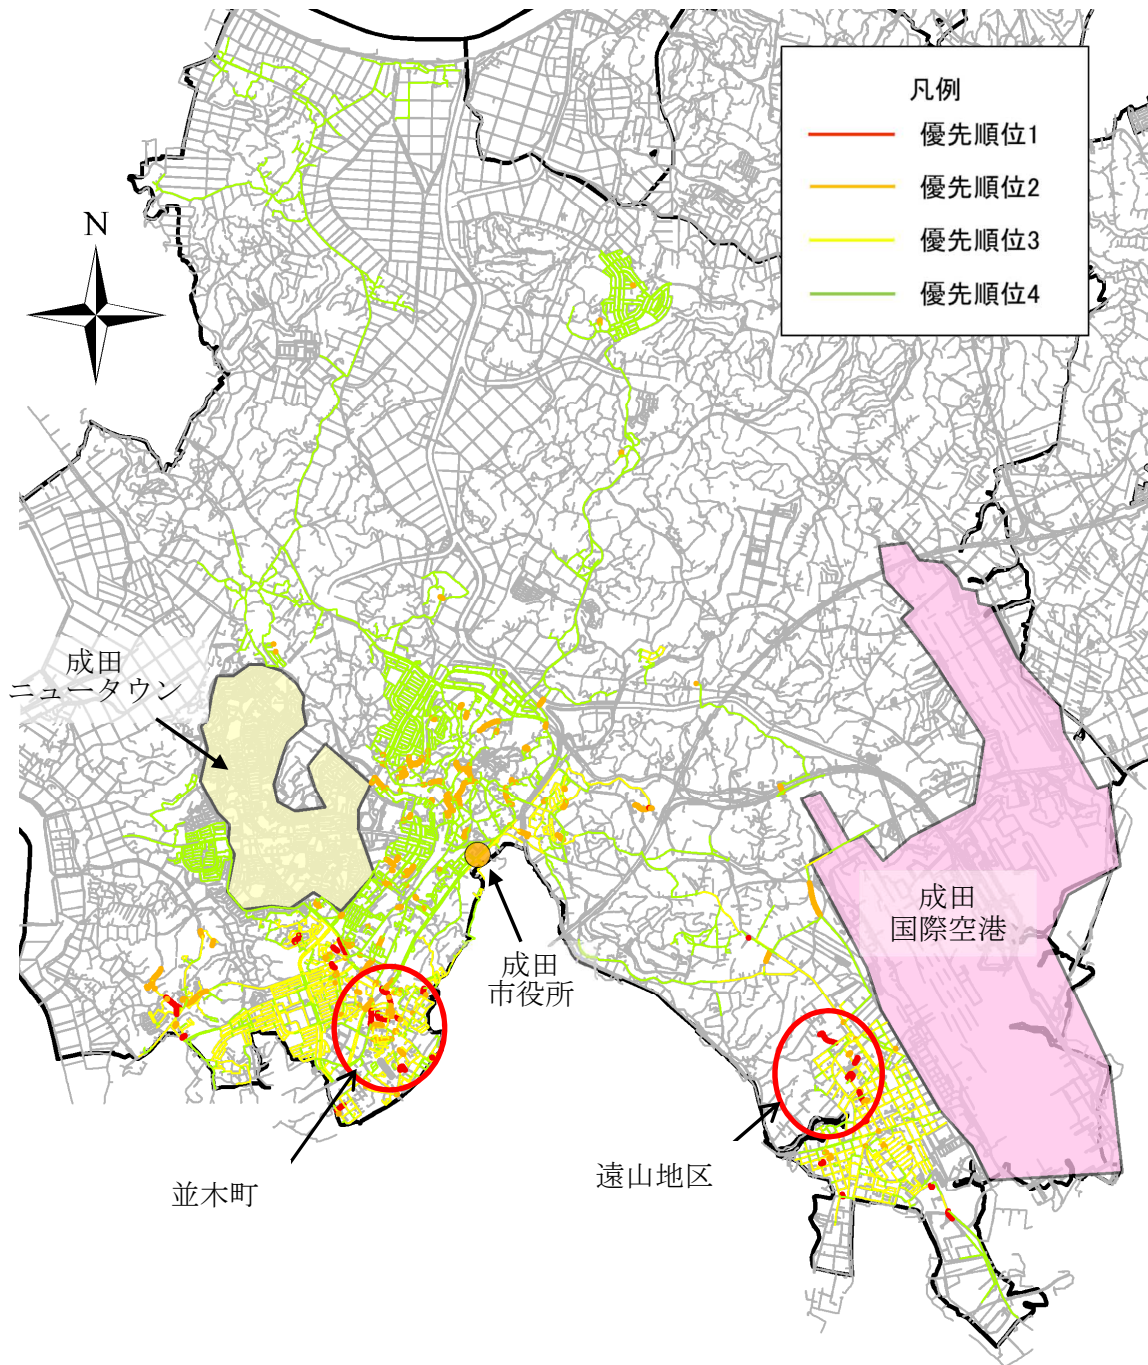 凡例
優先順位1
優先順位2
優先順位3
優先順位4
N
成田
ニュータウン
成田
国際空港
成田
市役所
遠山地区
並木町